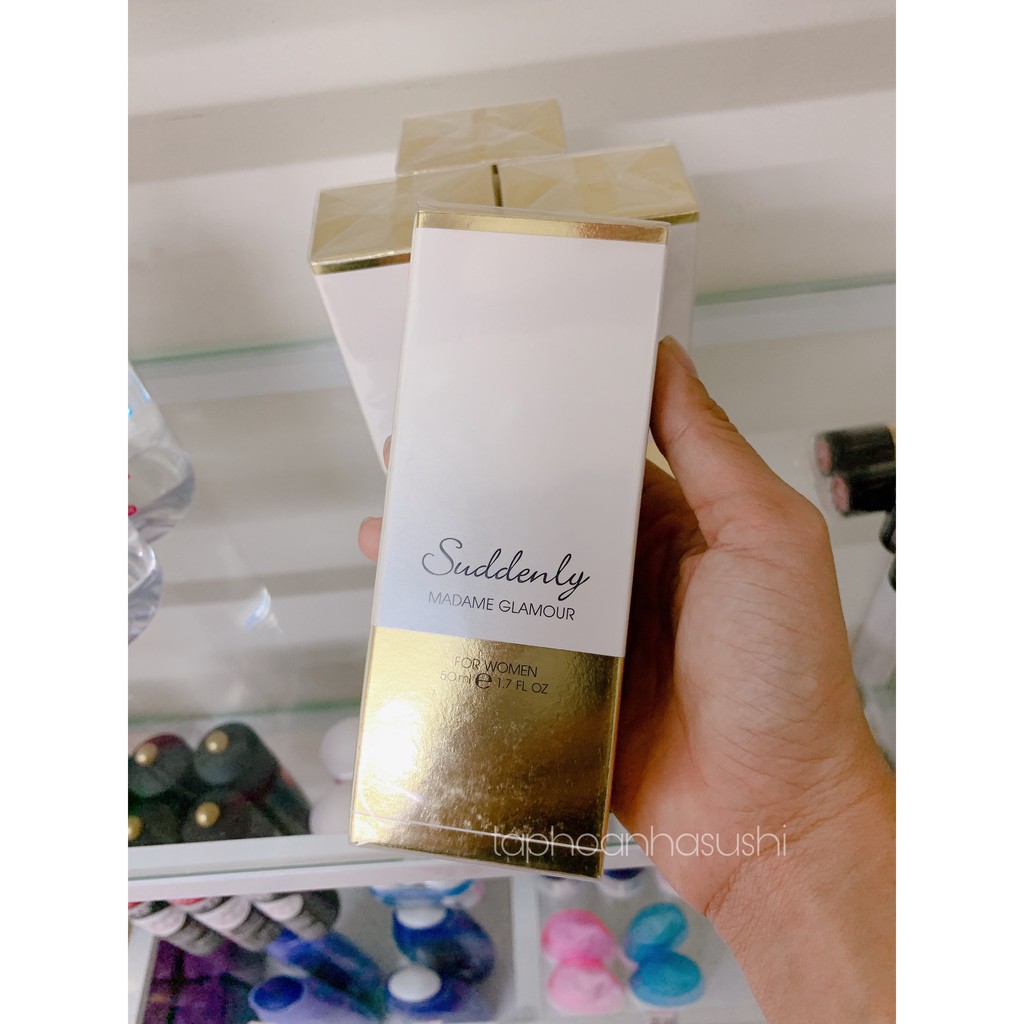 Suddenly
MADAME GLAMOUR
FOR WOMEN
50 ml ℮ 1.7 FL OZ
taphoanhasushi